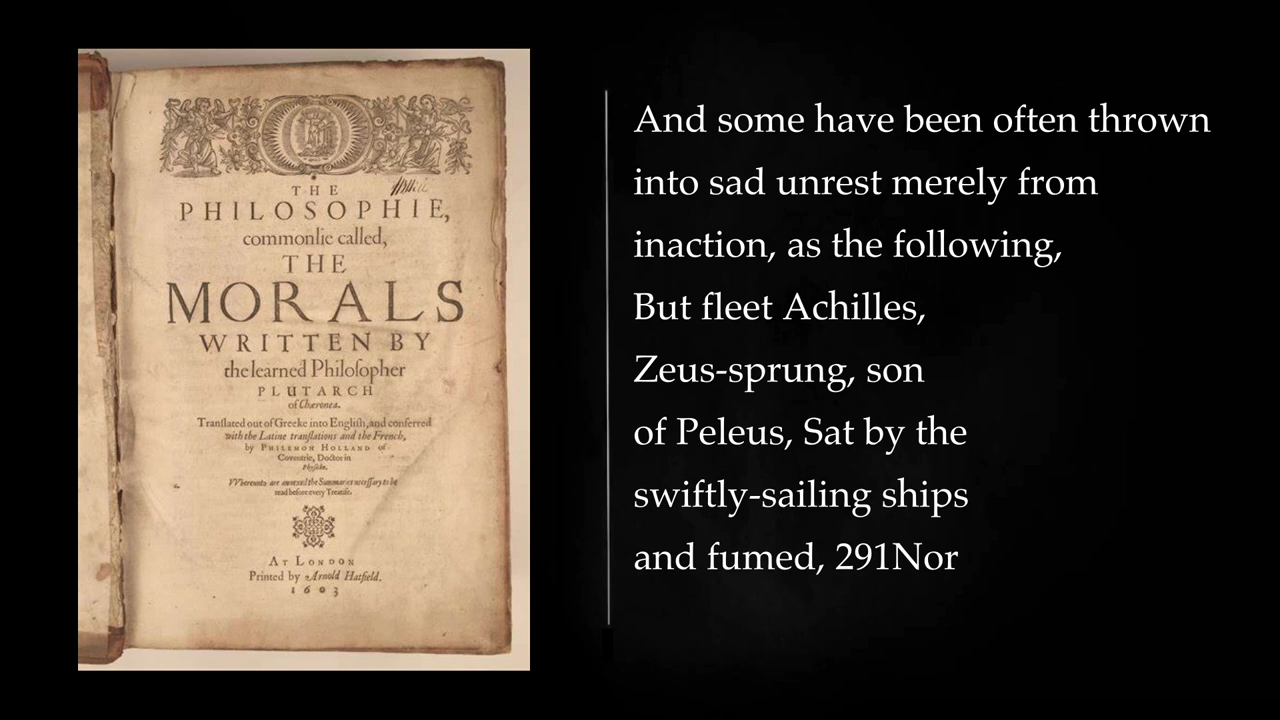 THE
PHILOSOPHIE,
commonlie called,
THE
MORALS
WRITTEN BY
the learned Philosopher
PLUTARCH
of Chæronea.
Translated out of Greeke into English, and conferred
with the Latine translations and the French,
by PHILEMON HOLLAND of
Coventrie, Doctor in
Physicke.
VVhereunto are annexed the Summaries necessary to be
read before every Treatise.
AT LONDON
Printed by Arnold Hatfield.
1603
And some have been often thrown
into sad unrest merely from
inaction, as the following,
But fleet Achilles,
Zeus-sprung, son
of Peleus, Sat by the
swiftly-sailing ships
and fumed, 291Nor